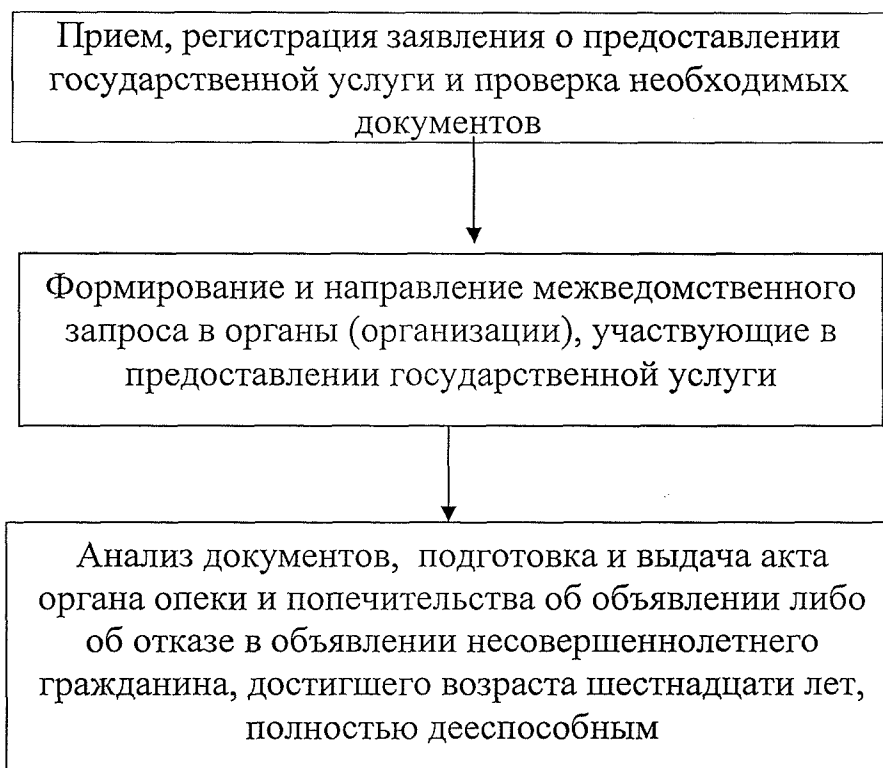 Прием, регистрация заявления о предоставлении
государственной услуги и проверка необходимых
документов
Формирование и направление межведомственного
запроса в органы (организации), участвующие в
предоставлении государственной услуги
Анализ документов, подготовка и выдача акта
органа опеки и попечительства об объявлении либо
об отказе в объявлении несовершеннолетнего
гражданина, достигшего возраста шестнадцати лет,
полностью дееспособным